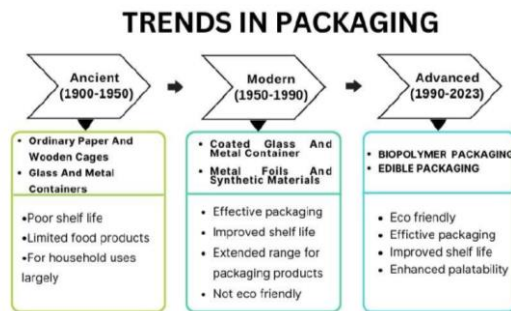 TRENDS IN PACKAGING
Ancient
(1900-1950)
Modern
(1950-1990)
Advanced
(1990-2023)
• Ordinary Paper And
Wooden Cages
• Glass And Metal
Containers
•Poor shelf life
•Limited food products
•For household uses
largely
• Coated Glass And
Metal Container
• Metal Foils And
Synthetic Materials
• Effective packaging
• Improved shelf life
• Extended range for
packaging products
• Not eco friendly
• BIOPOLYMER PACKAGING
• EDIBLE PACKAGING
• Eco friendly
• Effictive packaging
• Improved shelf life
• Enhanced palatability